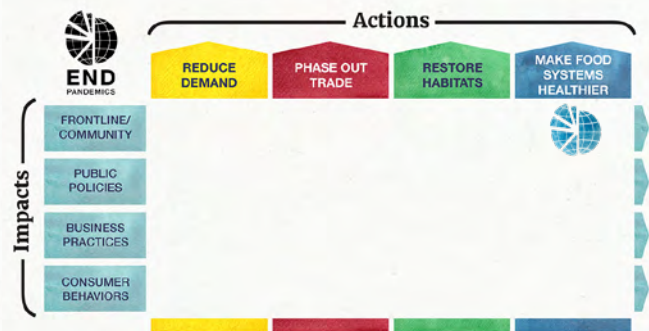 Actions
END
PANDEMICS
REDUCE
DEMAND
PHASE OUT
TRADE
RESTORE
HABITATS
MAKE FOOD
SYSTEMS
HEALTHIER
Impacts
FRONTLINE/
COMMUNITY
PUBLIC
POLICIES
BUSINESS
PRACTICES
CONSUMER
BEHAVIORS